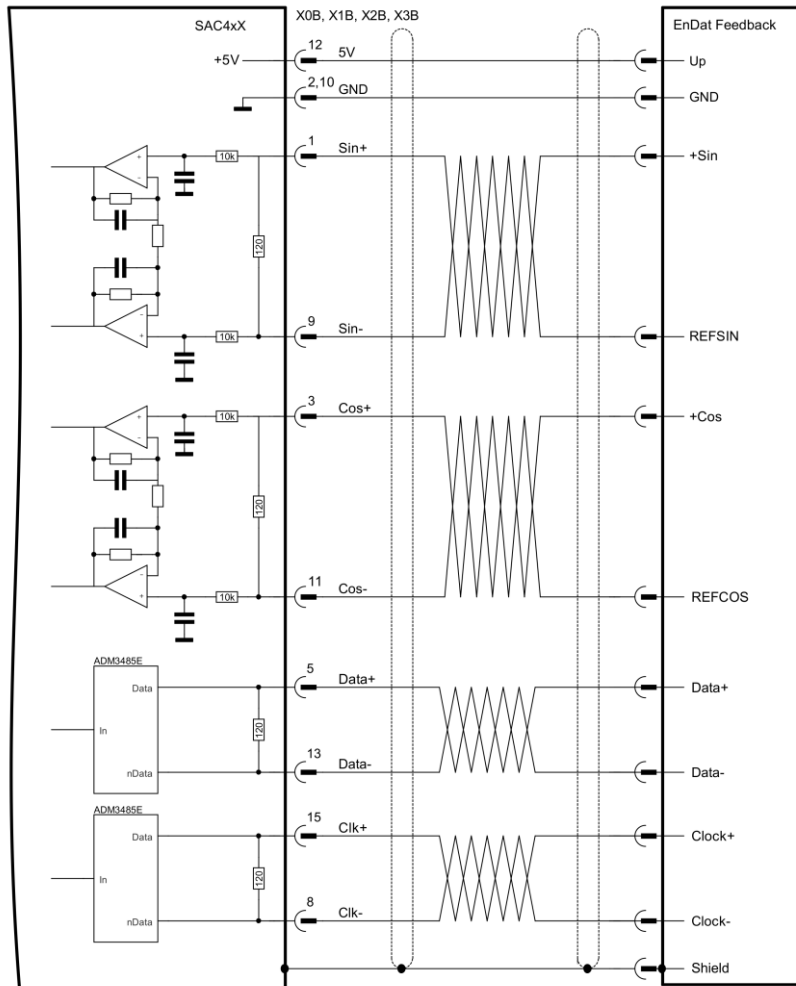 X0B, X1B, X2B, X3B
SAC4xX
EnDat Feedback
+5V
12
5V
Up
2,10
GND
GND
1
Sin+
+Sin
+
10k
-
120
-
+
10k
9
Sin-
REFSIN
3
Cos+
+Cos
+
10k
-
120
-
+
10k
11
Cos-
REFCOS
ADM3485E
5
Data+
Data+
Data
In
120
nData
13
Data-
Data-
ADM3485E
15
Clk+
Clock+
Data
In
120
nData
8
Clk-
Clock-
Shield